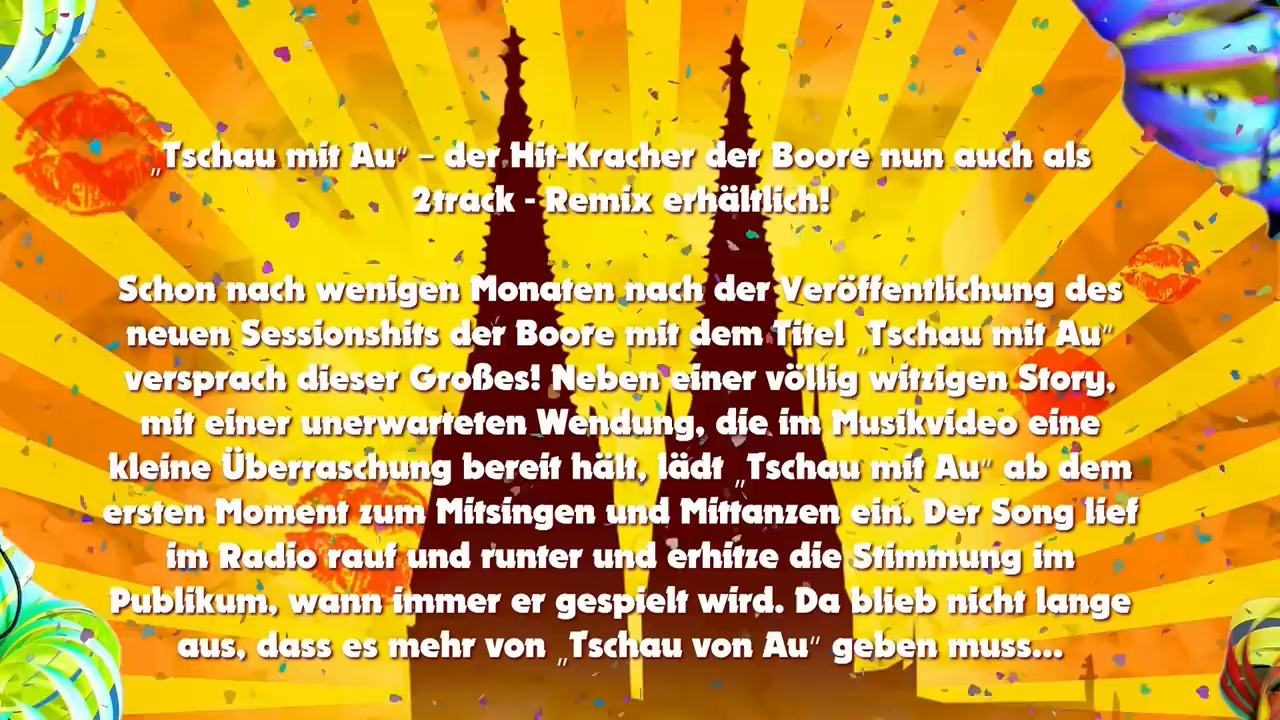 „Tschau mit Au" – der Hit-Kracher der Boore nun auch als
2track - Remix erhältlich!
Schon nach wenigen Monaten nach der Veröffentlichung des
neuen Sessionshits der Boore mit dem Titel „Tschau mit Au"
versprach dieser Großes! Neben einer völlig witzigen Story,
mit einer unerwarteten Wendung, die im Musikvideo eine
kleine Überraschung bereit hält, lädt „Tschau mit Au" ab dem
ersten Moment zum Mitsingen und Mittanzen ein. Der Song lief
im Radio rauf und runter und erhitze die Stimmung im
Publikum, wann immer er gespielt wird. Da blieb nicht lange
aus, dass es mehr von „Tschau von Au" geben muss...